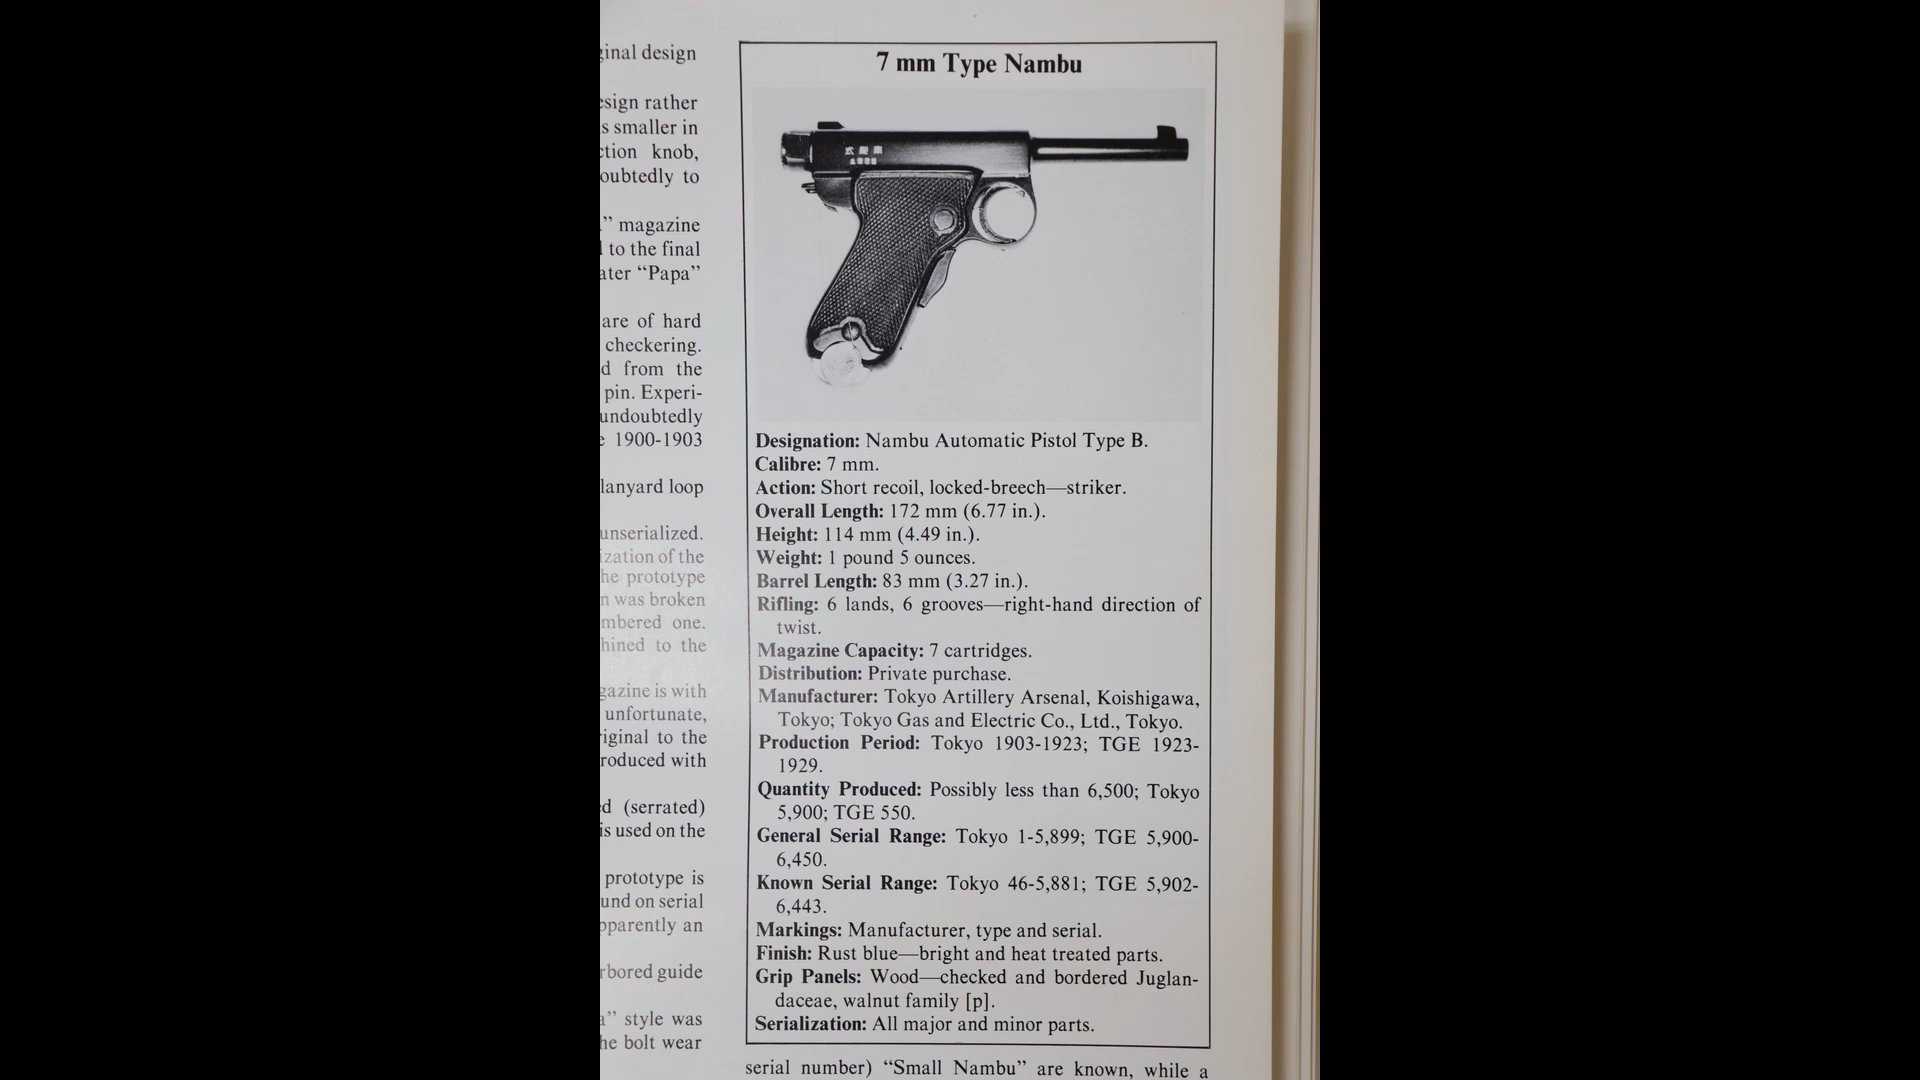 ginal design
esign rather
s smaller in
ction knob,
oubtedly to
.” magazine
l to the final
ater “Papa”
are of hard
checkering.
d from the
pin. Experi-
undoubtedly
e 1900-1903
lanyard loop
unserialized.
ization of the
he prototype
n was broken
mbered one.
hined to the
gazine is with
unfortunate,
riginal to the
roduced with
d (serrated)
is used on the
prototype is
und on serial
pparently an
rbored guide
a” style was
he bolt wear
7 mm Type Nambu
式部南
Designation: Nambu Automatic Pistol Type B.
Calibre: 7 mm.
Action: Short recoil, locked-breech—striker.
Overall Length: 172 mm (6.77 in.).
Height: 114 mm (4.49 in.).
Weight: 1 pound 5 ounces.
Barrel Length: 83 mm (3.27 in.).
Rifling: 6 lands, 6 grooves—right-hand direction of
twist.
Magazine Capacity: 7 cartridges.
Distribution: Private purchase.
Manufacturer: Tokyo Artillery Arsenal, Koishigawa,
Tokyo; Tokyo Gas and Electric Co., Ltd., Tokyo.
Production Period: Tokyo 1903-1923; TGE 1923-
1929.
Quantity Produced: Possibly less than 6,500; Tokyo
5,900; TGE 550.
General Serial Range: Tokyo 1-5,899; TGE 5,900-
6,450.
Known Serial Range: Tokyo 46-5,881; TGE 5,902-
6,443.
Markings: Manufacturer, type and serial.
Finish: Rust blue—bright and heat treated parts.
Grip Panels: Wood—checked and bordered Juglan-
daceae, walnut family [p].
Serialization: All major and minor parts.
serial number) “Small Nambu” are known, while a